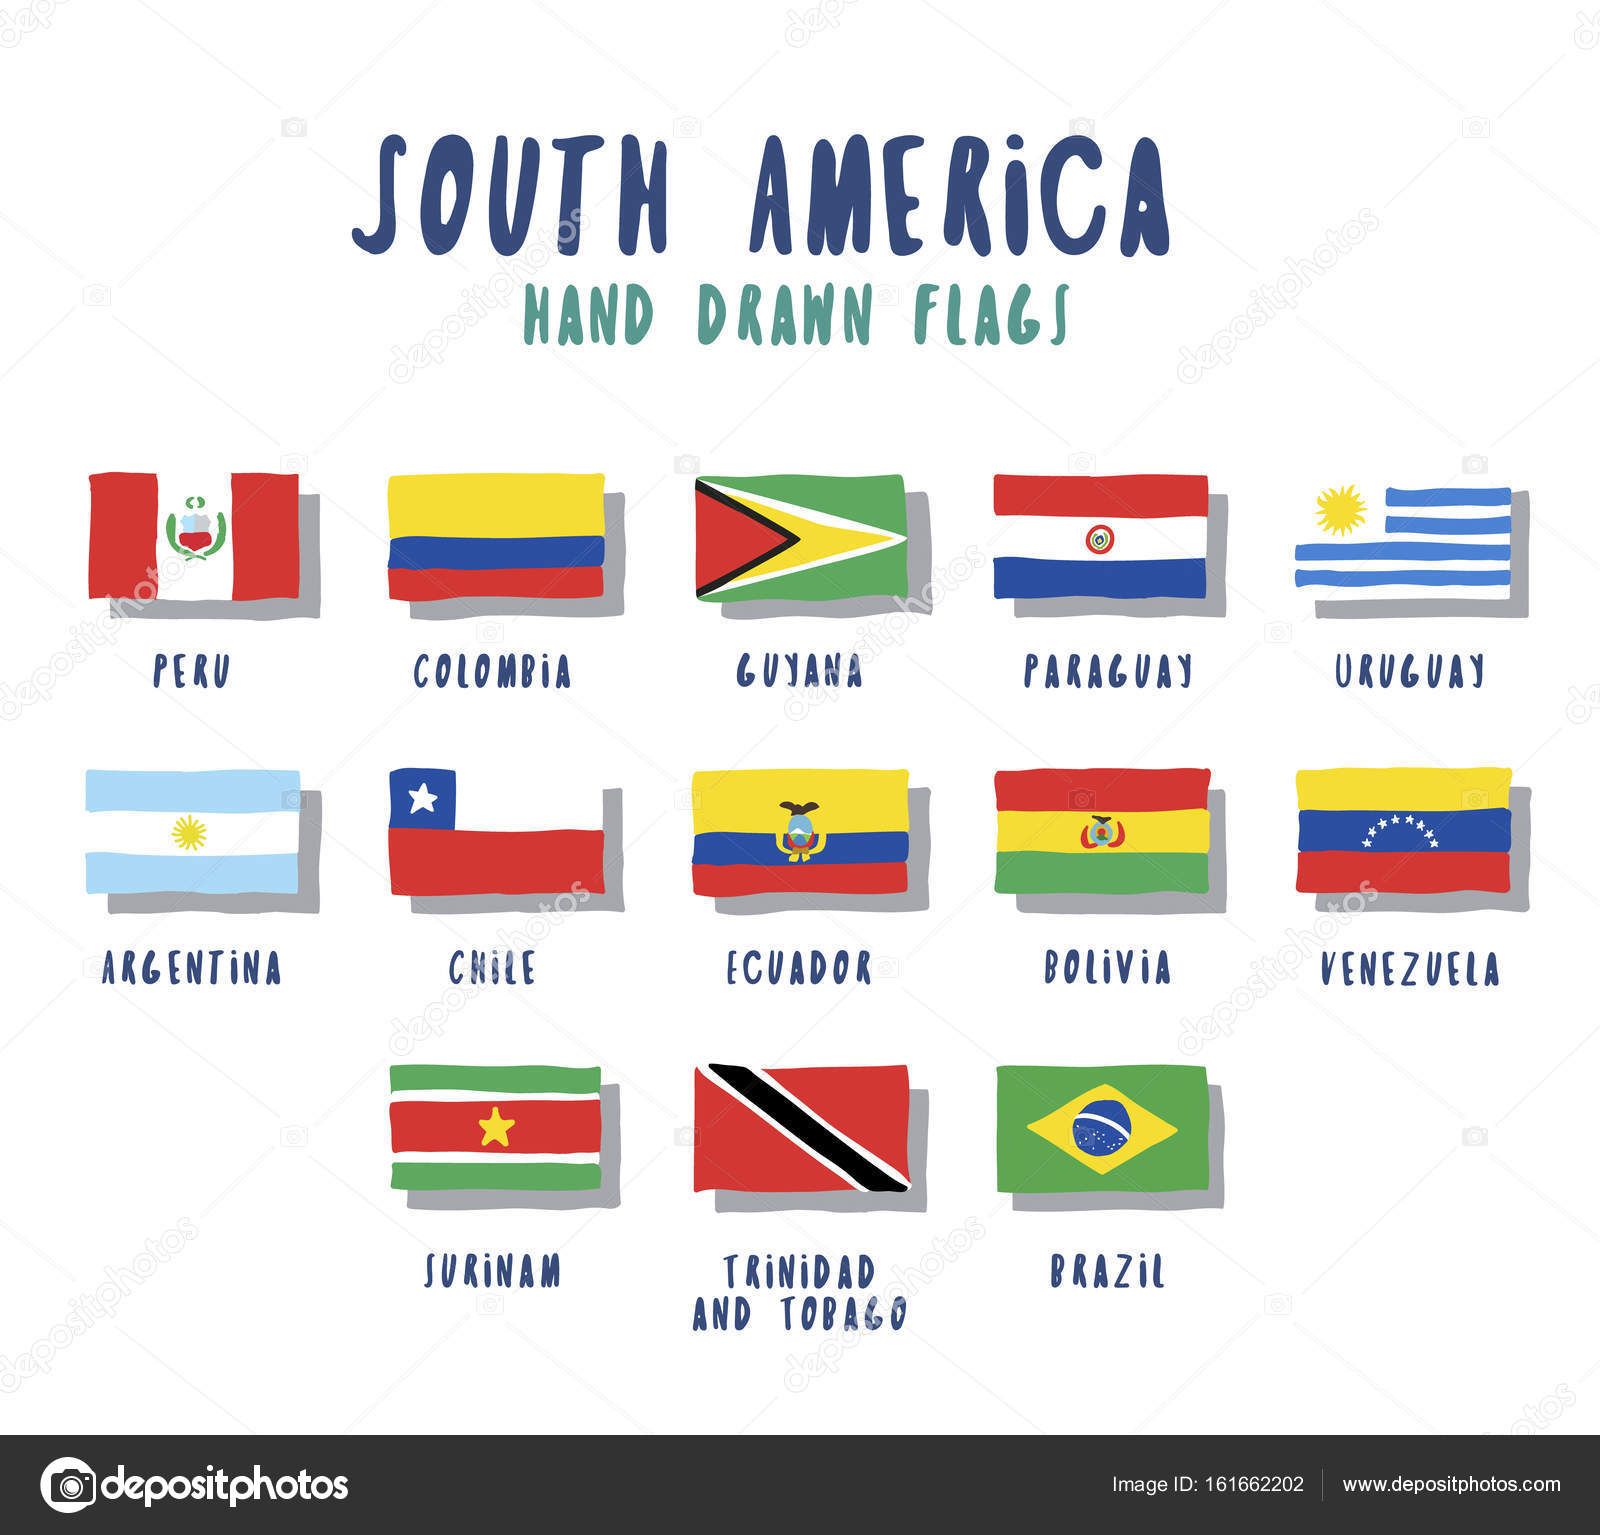 SOUTH AMERiCA
HAND DRAWN FLAGS
PERU COLOMBiA GUYANA PARAGUAY URUGUAY
ARGENTiNA CHiLE ECUADOR BOLiViA VENEZUELA
SURiNAM TRiNiDAD BRAZiL
AND TOBAGO
depositphotos Image ID: 161662202 www.depositphotos.com